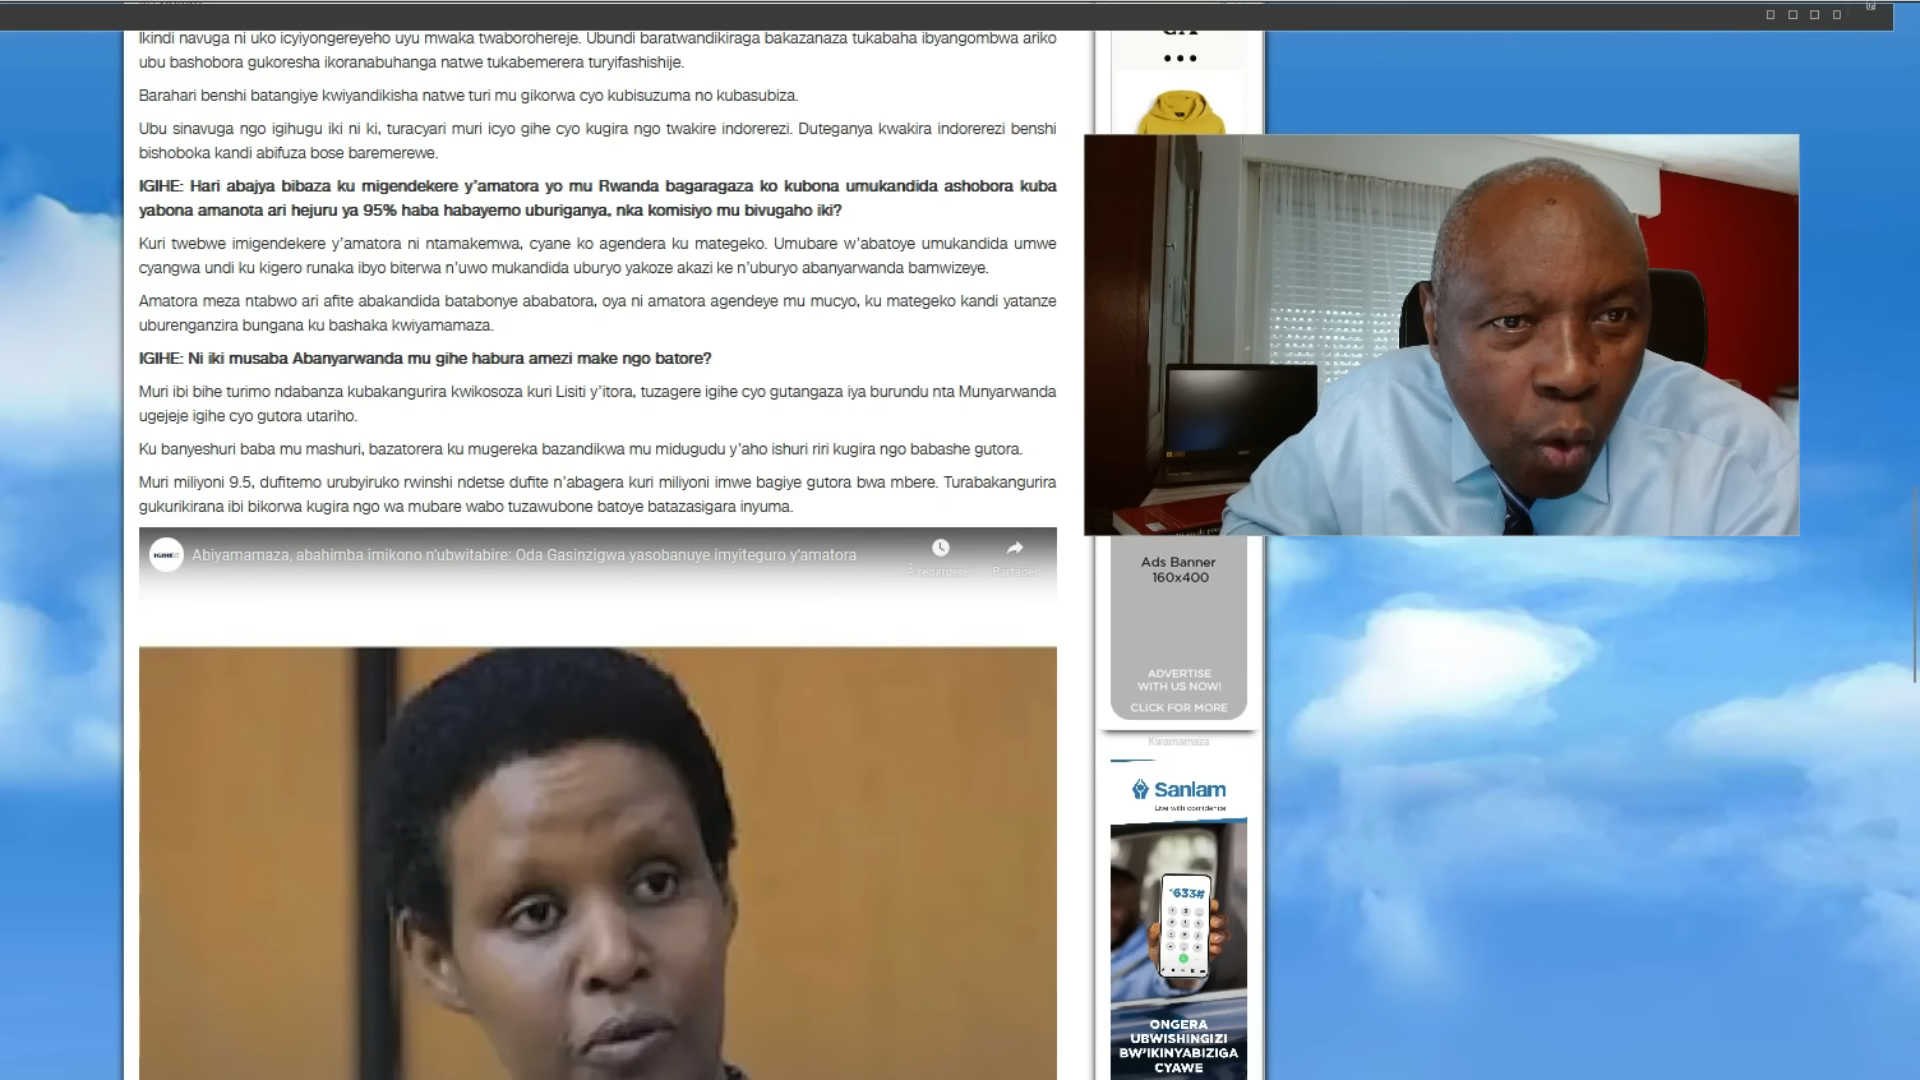 Ikindi navuga ni uko icyiyongereyeho uyu mwaka twaborohereje. Ubundi baratwandikiraga bakazanaza tukabaha ibyangombwa ariko
ubu bashobora gukoresha ikoranabuhanga natwe tukabemerera turyifashishije.
Barahari benshi batangiye kwiyandikisha natwe turi mu gikorwa cyo kubisuzuma no kubasubiza.
Ubu sinavuga ngo igihugu iki ni ki, turacyari muri icyo gihe cyo kugira ngo twakire indorerezi. Duteganya kwakira indorerezi benshi
bishoboka kandi abifuza bose baremerewe.
IGIHE: Hari abajya bibaza ku migendekere y'amatora yo mu Rwanda bagaragaza ko kubona umukandida ashobora kuba
yabona amanota ari hejuru ya 95% haba habayemo uburiganya, nka komisiyo mu bivugaho iki?
Kuri twebwe imigendekere y'amatora ni ntamakemwa, cyane ko agendera ku mategeko. Umubare w'abatoye umukandida umwe
cyangwa undi ku kigero runaka ibyo biterwa n'uwo mukandida uburyo yakoze akazi ke n'uburyo abanyarwanda bamwizeye.
Amatora meza ntabwo ari afite abakandida batabonye ababatora, oya ni amatora agendeye mu mucyo, ku mategeko kandi yatanze
uburenganzira bungana ku bashaka kwiyamamaza.
IGIHE: Ni iki musaba Abanyarwanda mu gihe habura amezi make ngo batore?
Muri ibi bihe turimo ndabanza kubakangurira kwikosoza kuri Lisiti y'itora, tuzagere igihe cyo gutangaza iya burundu nta Munyarwanda
ugejeje igihe cyo gutora utariho.
Ku banyeshuri baba mu mashuri, bazatorera ku mugereka bazandikwa mu midugudu y'aho ishuri riri kugira ngo babashe gutora.
Muri miliyoni 9.5, dufitemo urubyiruko rwinshi ndetse dufite n'abagera kuri miliyoni imwe bagiye gutora bwa mbere. Turabakangurira
gukurikirana ibi bikorwa kugira ngo wa mubare wabo tuzawubone batoye batazasigara inyuma.
IGIHE
Abiyamamaza, abahimba imikono n'ubwitabire: Oda Gasinzigwa yasobanuye imyiteguro y'amatora
À regarder
Partager
Ads Banner
160x400
ADVERTISE
WITH US NOW!
CLICK FOR MORE
Kwamamaza
Sanlam
Live with confidence
*633#
ONGERA
UBWISHINGIZI
BW'IKINYABIZIGA
CYAWE